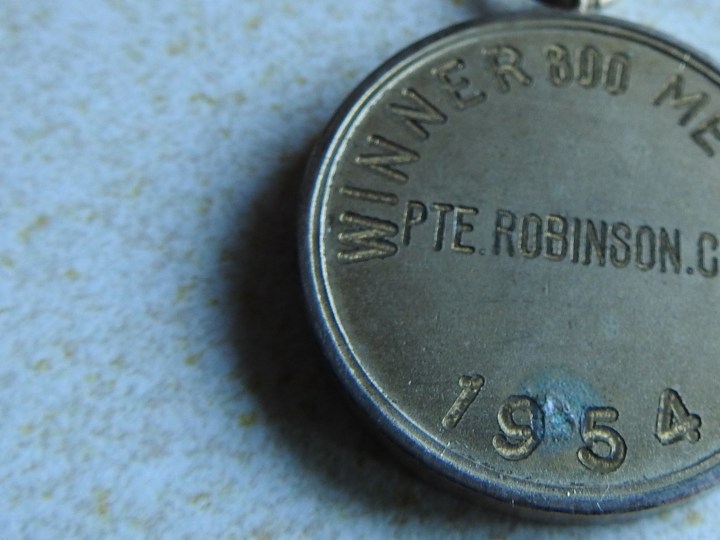 WINNER 800 ME
PTE. ROBINSON. C
1954